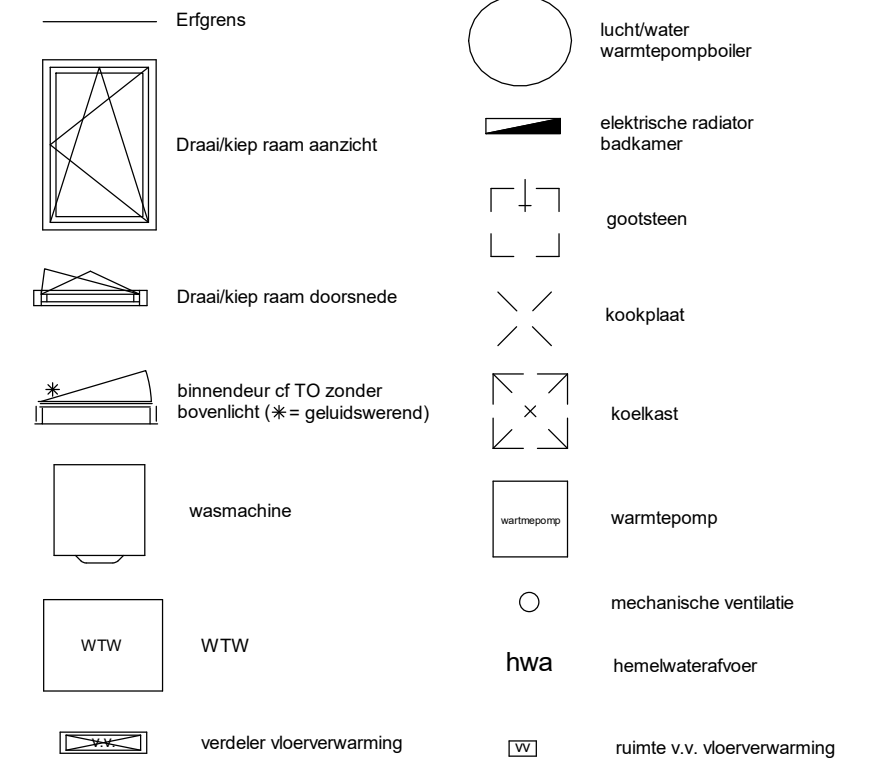 Erfgrens
Draai/kiep raam aanzicht
Draai/kiep raam doorsnede
binnendeur cf TO zonder
bovenlicht (✳= geluidswerend)
wasmachine
WTW
WTW
v.v.
verdeler vloerverwarming
lucht/water
warmtepompboiler
elektrische radiator
badkamer
gootsteen
kookplaat
koelkast
wartmepomp
warmtepomp
mechanische ventilatie
hwa
hemelwaterafvoer
vv
ruimte v.v. vloerverwarming